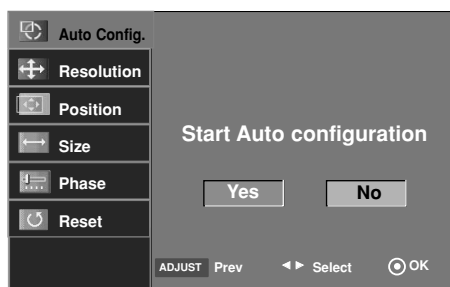 Auto Config.
Resolution
Position
Size
Phase
Reset
Start Auto configuration
Yes No
ADJUST Prev ◄ ► Select OK